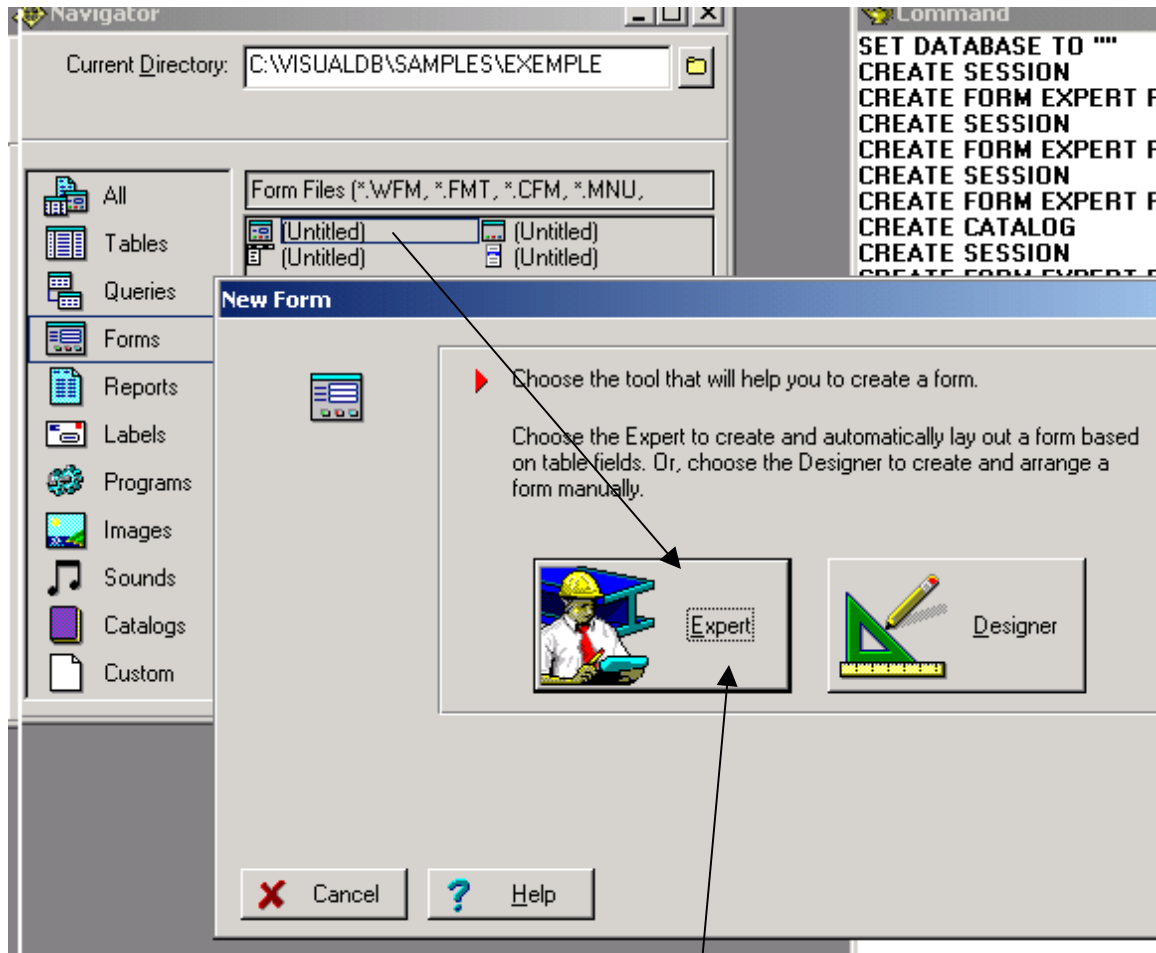 Navigator
Current Directory: C:\VISUALDB\SAMPLES\EXEMPLE
All
Tables
Queries
Forms
Reports
Labels
Programs
Images
Sounds
Catalogs
Custom
Form Files (*.WFM, *.FMT, *.CFM, *.MNU,
(Untitled) (Untitled)
(Untitled) (Untitled)
Command
SET DATABASE TO ""
CREATE SESSION
CREATE FORM EXPERT P
CREATE SESSION
CREATE FORM EXPERT P
CREATE SESSION
CREATE FORM EXPERT P
CREATE CATALOG
CREATE SESSION
CREATE FORM EXPERT P
New Form
Choose the tool that will help you to create a form.
Choose the Expert to create and automatically lay out a form based
on table fields. Or, choose the Designer to create and arrange a
form manually.
Expert
Designer
Cancel
Help